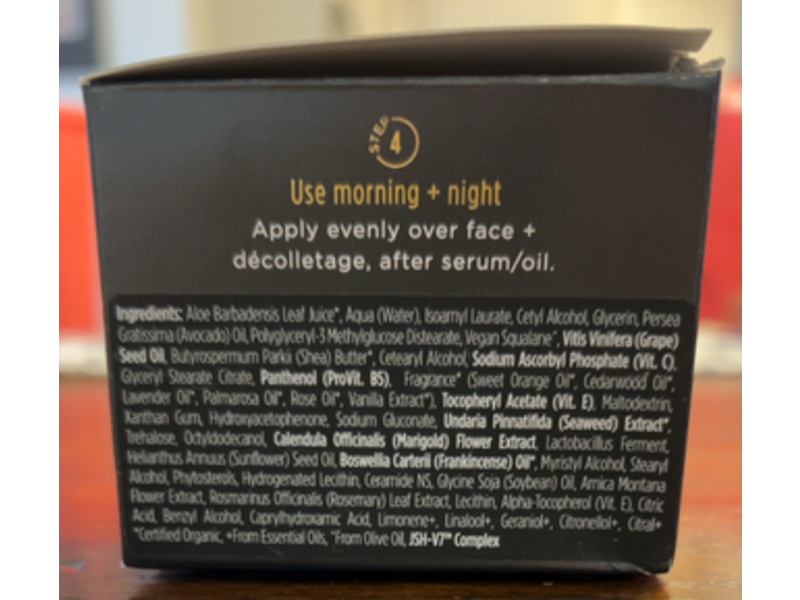 STEP 4
Use morning + night
Apply evenly over face +
décolletage, after serum/oil.
Ingredients: Aloe Barbadensis Leaf Juice*, Aqua (Water), Isoamyl Laurate, Cetyl Alcohol, Glycerin, Persea
Gratissima (Avocado) Oil, Polyglyceryl-3 Methylglucose Distearate, Vegan Squalane˜, Vitis Vinifera (Grape)
Seed Oil, Butyrospermum Parkii (Shea) Butter*, Cetearyl Alcohol, Sodium Ascorbyl Phosphate (Vit. C),
Glyceryl Stearate Citrate, Panthenol (ProVit. B5), Fragrance* (Sweet Orange Oil*, Cedarwood Oil*,
Lavender Oil*, Palmarosa Oil*, Rose Oil*, Vanilla Extract*), Tocopheryl Acetate (Vit. E), Maltodextrin,
Xanthan Gum, Hydroxyacetophenone, Sodium Gluconate, Undaria Pinnatifida (Seaweed) Extract*,
Trehalose, Octyldodecanol, Calendula Officinalis (Marigold) Flower Extract, Lactobacillus Ferment,
Helianthus Annuus (Sunflower) Seed Oil, Boswellia Carterii (Frankincense) Oil*, Myristyl Alcohol, Stearyl
Alcohol, Phytosterols, Hydrogenated Lecithin, Ceramide NS, Glycine Soja (Soybean) Oil, Arnica Montana
Flower Extract, Rosmarinus Officinalis (Rosemary) Leaf Extract, Lecithin, Alpha-Tocopherol (Vit. E), Citric
Acid, Benzyl Alcohol, Caprylhydroxamic Acid, Limonene+, Linalool+, Geraniol+, Citronellol+, Citral+
*Certified Organic, +From Essential Oils, ˜From Olive Oil, JSH-V7™ Complex